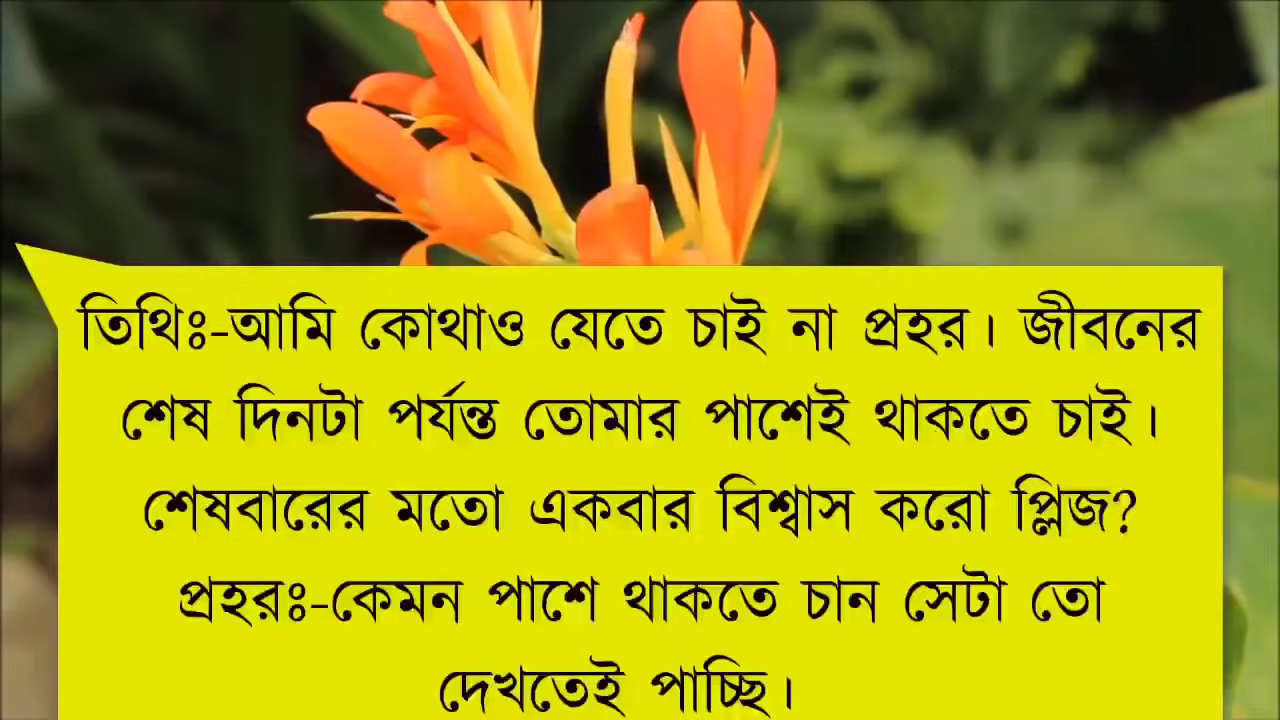 তিথিঃ-আমি কোথাও যেতে চাই না প্রহর। জীবনের
শেষ দিনটা পর্যন্ত তোমার পাশেই থাকতে চাই।
শেষবারের মতো একবার বিশ্বাস করো প্লিজ?
প্রহরঃ-কেমন পাশে থাকতে চান সেটা তো
দেখতেই পাচ্ছি।